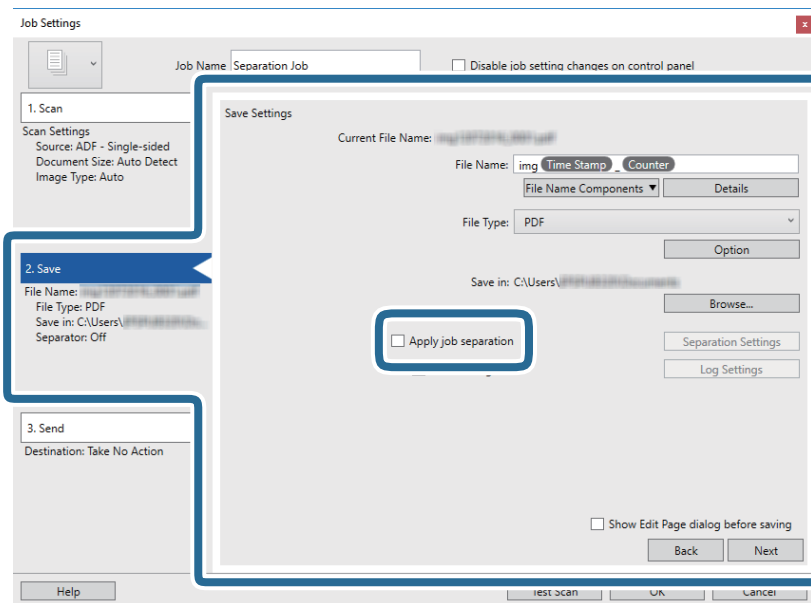 Job Settings
x
Job Name Separation Job
Disable job setting changes on control panel
1. Scan
Scan Settings
Source: ADF - Single-sided
Document Size: Auto Detect
Image Type: Auto
2. Save
File Name:
File Type: PDF
Save in: C:\Users\
Separator: Off
3. Send
Destination: Take No Action
Save Settings
Current File Name:
File Name: img Time Stamp _ Counter
File Name Components ▼ Details
File Type: PDF
Option
Save in: C:\Users\
Browse...
Apply job separation Separation Settings
Log Settings
Show Edit Page dialog before saving
Back Next
Help Test Scan OK Cancel